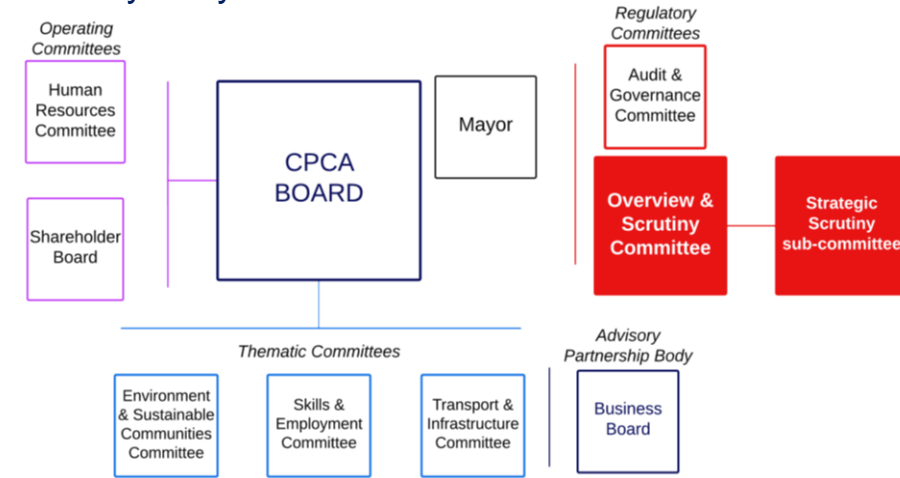 Operating
Committees
Human
Resources
Committee
Shareholder
Board
CPCA
BOARD
Mayor
Regulatory
Committees
Audit &
Governance
Committee
Overview &
Scrutiny
Committee
Strategic
Scrutiny
sub-committee
Thematic Committees
Environment
& Sustainable
Communities
Committee
Skills &
Employment
Committee
Transport &
Infrastructure
Committee
Advisory
Partnership Body
Business
Board